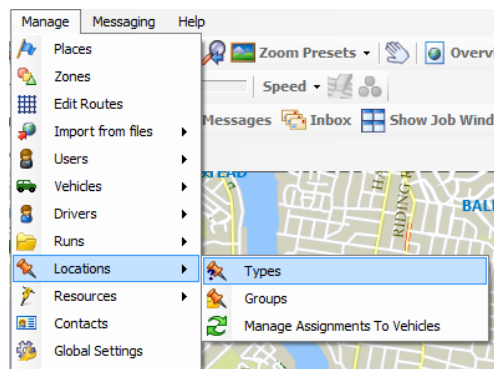 Manage Messaging Help
Places
Zoom Presets
Overvi
Zones
Speed
Edit Routes
Messages Inbox Show Job Wind
Import from files
Users
Vehicles
RIDING
BAL
Drivers
Runs
Locations
Types
Resources
Groups
Contacts
Manage Assignments To Vehicles
Global Settings